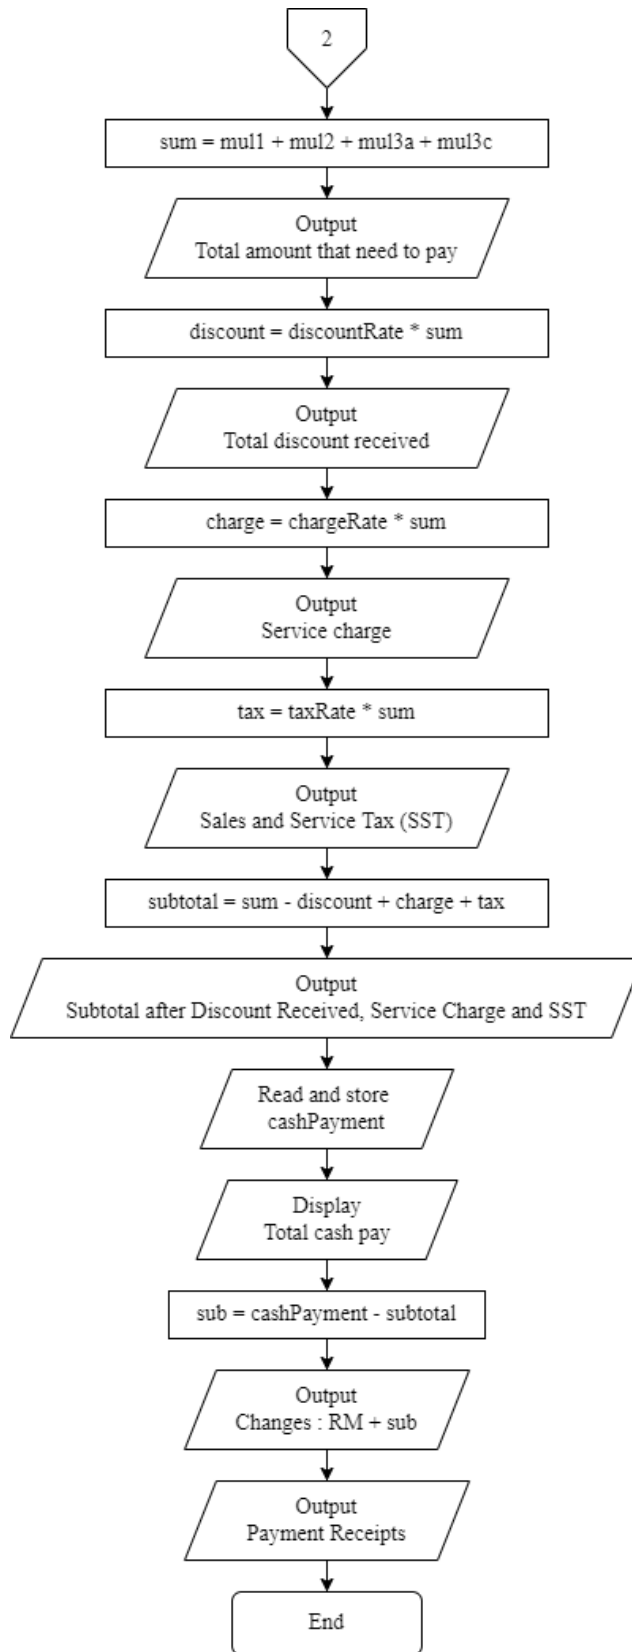 2
sum = mul1 + mul2 + mul3a + mul3c
Output
Total amount that need to pay
discount = discountRate * sum
Output
Total discount received
charge = chargeRate * sum
Output
Service charge
tax = taxRate * sum
Output
Sales and Service Tax (SST)
subtotal = sum - discount + charge + tax
Output
Subtotal after Discount Received, Service Charge and SST
Read and store
cashPayment
Display
Total cash pay
sub = cashPayment - subtotal
Output
Changes : RM + sub
Output
Payment Receipts
End